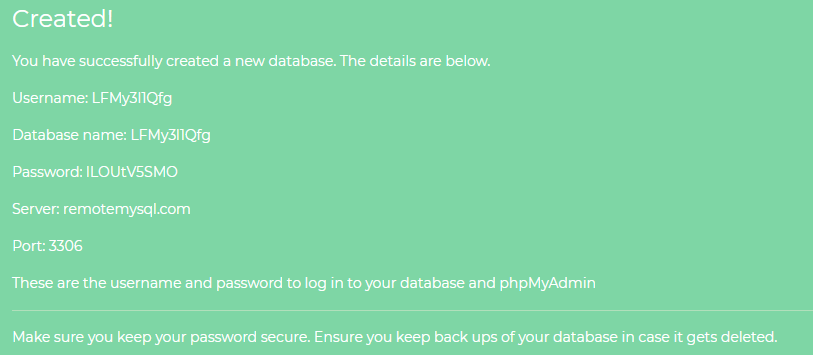 Created!
You have successfully created a new database. The details are below.
Username: LFMy3I1Qfg
Database name: LFMy3I1Qfg
Password: ILOUtV5SMO
Server: remotemysql.com
Port: 3306
These are the username and password to log in to your database and phpMyAdmin
Make sure you keep your password secure. Ensure you keep back ups of your database in case it gets deleted.